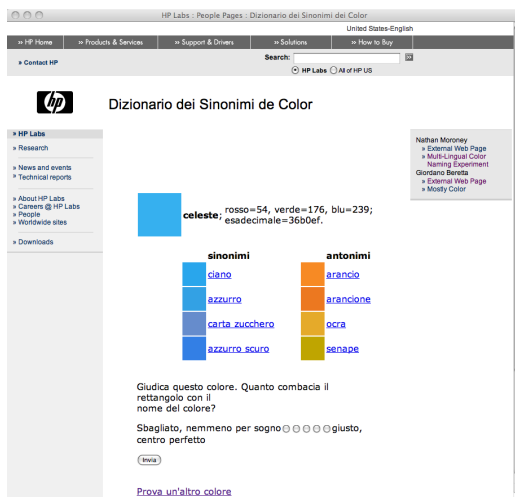 HP Labs : People Pages : Dizionario dei Sinonimi dei Color
United States-English
» HP Home » Products & Services » Support & Drivers » Solutions » How to Buy
» Contact HP
Search: »
HP Labs All of HP US
hp
Dizionario dei Sinonimi de Color
» HP Labs
» Research
» News and events
» Technical reports
» About HP Labs
» Careers @ HP Labs
» People
» Worldwide sites
» Downloads
Nathan Moroney
» External Web Page
» Multi-Lingual Color
Naming Experiment
Giordano Beretta
» External Web Page
» Mostly Color
celeste; rosso=54, verde=176, blu=239;
esadecimale=36b0ef.
sinonimi antonimi
ciano arancio
azzurro arancione
carta zucchero ocra
azzurro scuro senape
Giudica questo colore. Quanto combacia il
rettangolo con il
nome del colore?
Sbagliato, nemmeno per sogno giusto,
centro perfetto
Invia
Prova un'altro colore